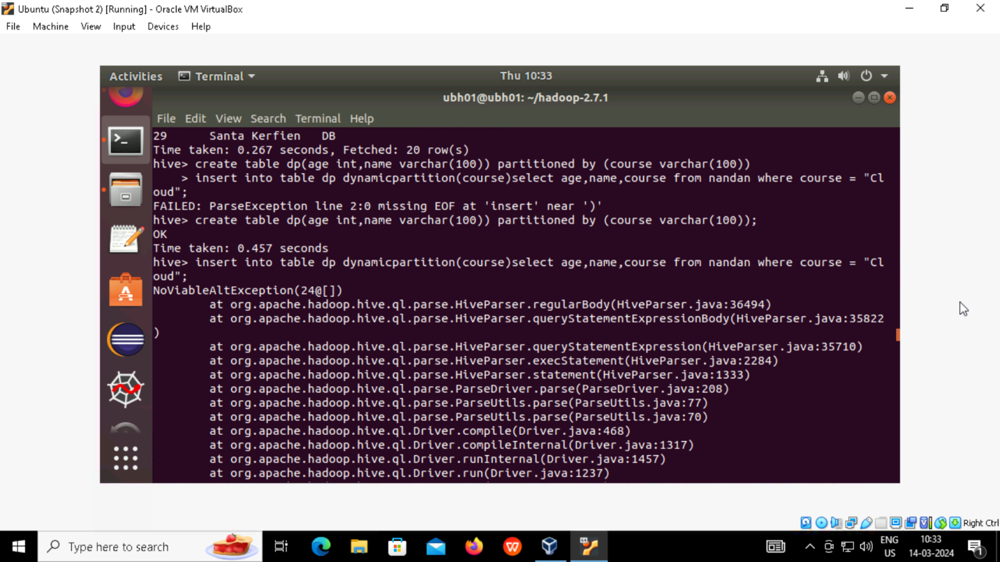 Ubuntu (Snapshot 2) [Running] - Oracle VM VirtualBox
File Machine View Input Devices Help
Activities Terminal Thu 10:33
ubh01@ubh01: ~/hadoop-2.7.1
File Edit View Search Terminal Help
29 Santa Kerfien DB
Time taken: 0.267 seconds, Fetched: 20 row(s)
hive> create table dp(age int,name varchar(100)) partitioned by (course varchar(100))
    > insert into table dp dynamicpartition(course)select age,name,course from nandan where course = "Cl
oud";
FAILED: ParseException line 2:0 missing EOF at 'insert' near ')'
hive> create table dp(age int,name varchar(100)) partitioned by (course varchar(100));
OK
Time taken: 0.457 seconds
hive> insert into table dp dynamicpartition(course)select age,name,course from nandan where course = "Cl
oud";
NoViableAltException(24@[])
        at org.apache.hadoop.hive.ql.parse.HiveParser.regularBody(HiveParser.java:36494)
        at org.apache.hadoop.hive.ql.parse.HiveParser.queryStatementExpressionBody(HiveParser.java:35822
)
        at org.apache.hadoop.hive.ql.parse.HiveParser.queryStatementExpression(HiveParser.java:35710)
        at org.apache.hadoop.hive.ql.parse.HiveParser.execStatement(HiveParser.java:2284)
        at org.apache.hadoop.hive.ql.parse.HiveParser.statement(HiveParser.java:1333)
        at org.apache.hadoop.hive.ql.parse.ParseDriver.parse(ParseDriver.java:208)
        at org.apache.hadoop.hive.ql.parse.ParseUtils.parse(ParseUtils.java:77)
        at org.apache.hadoop.hive.ql.parse.ParseUtils.parse(ParseUtils.java:70)
        at org.apache.hadoop.hive.ql.Driver.compile(Driver.java:468)
        at org.apache.hadoop.hive.ql.Driver.compileInternal(Driver.java:1317)
        at org.apache.hadoop.hive.ql.Driver.runInternal(Driver.java:1457)
        at org.apache.hadoop.hive.ql.Driver.run(Driver.java:1237)
Right Ctrl
Type here to search
ENG 10:33
US 14-03-2024 1